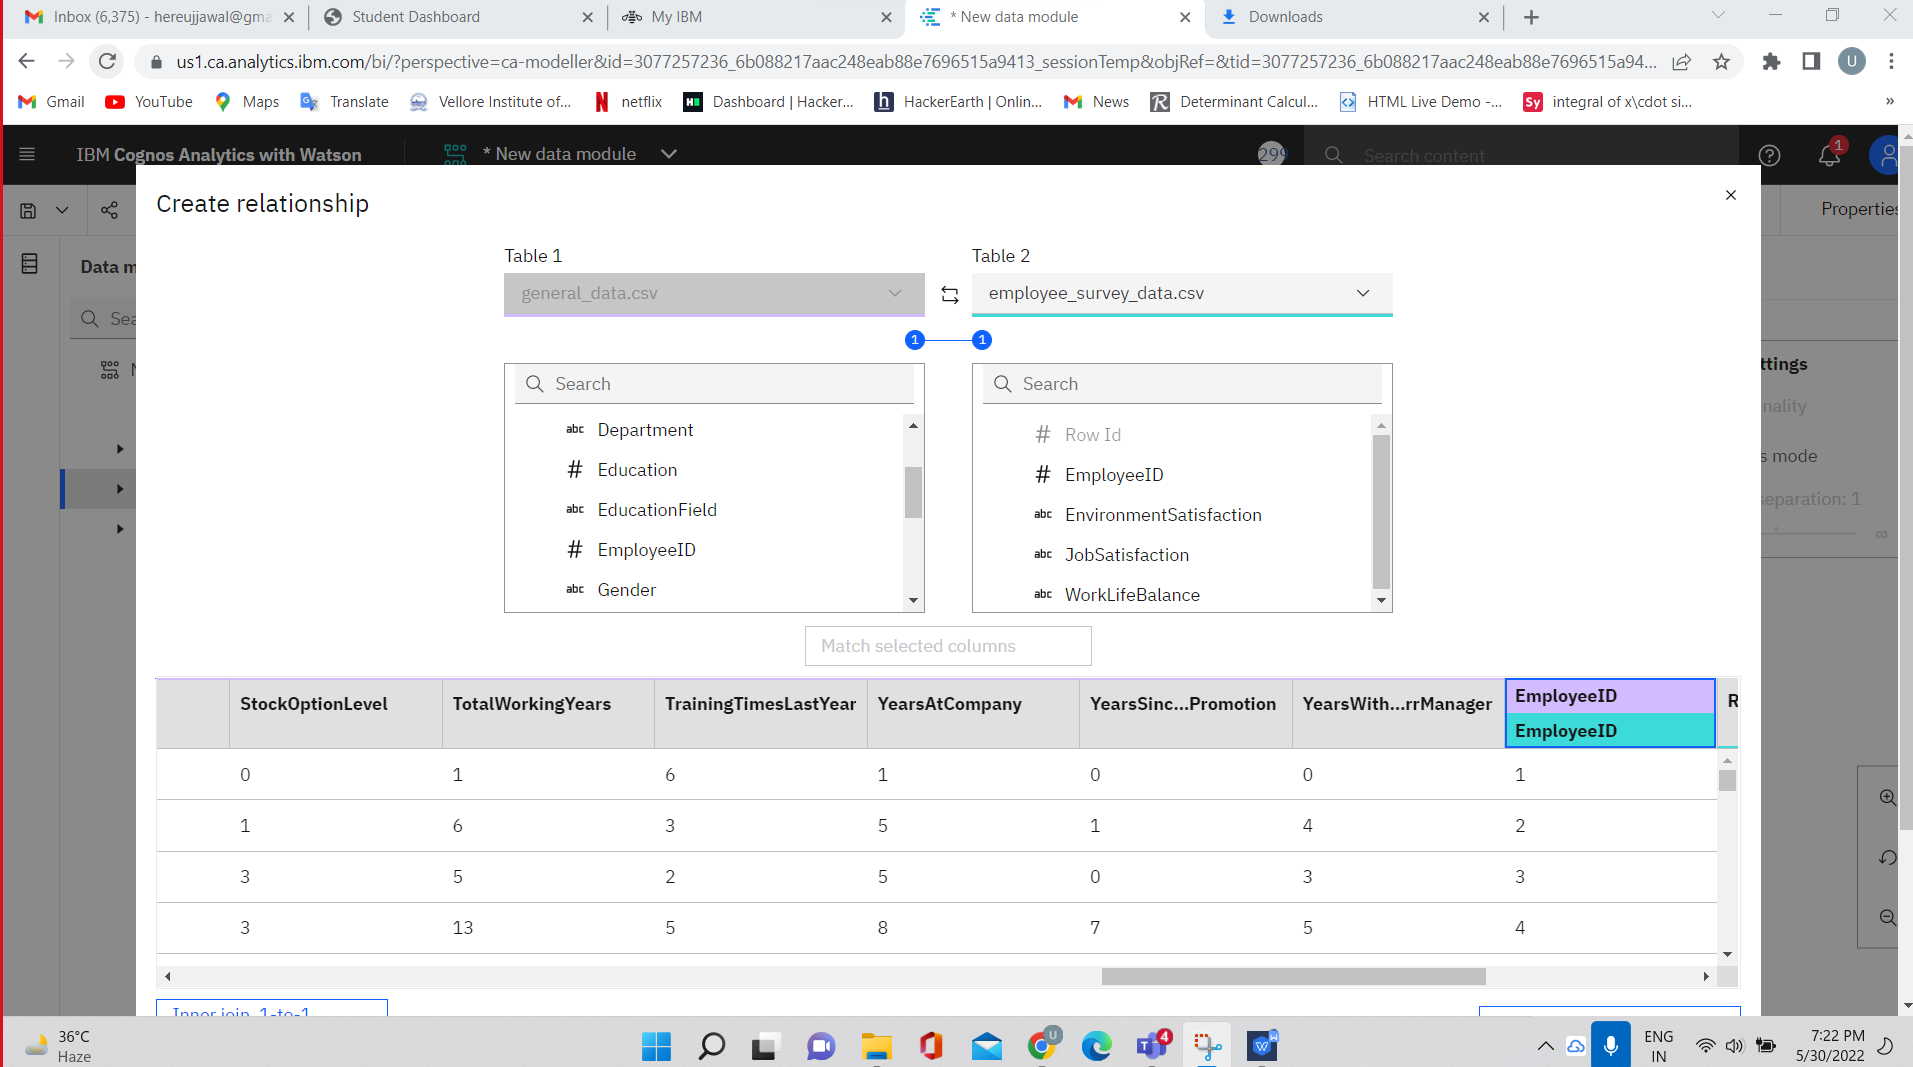 Inbox (6,375) - hereujjawal@gma
Student Dashboard
My IBM
* New data module
Downloads
us1.ca.analytics.ibm.com/bi/?perspective=ca-modeller&id=3077257236_6b088217aac248eab88e7696515a9413_sessionTemp&objRef=&tid=3077257236_6b088217aac248eab88e7696515a94...
U
Gmail
YouTube
Maps
Translate
Vellore Institute of...
netflix
Dashboard | Hacker...
HackerEarth | Onlin...
News
Determinant Calcul...
HTML Live Demo -...
Sy integral of x\cdot si...
»
IBM Cognos Analytics with Watson
* New data module
299
Search content
1
Create relationship
Properties
Data m
Sea
Table 1
Table 2
general_data.csv
employee_survey_data.csv
1
1
Search
Search
abc Department
# Education
abc EducationField
# EmployeeID
abc Gender
# Row Id
# EmployeeID
abc EnvironmentSatisfaction
abc JobSatisfaction
abc WorkLifeBalance
ttings
nality
s mode
separation: 1
∞
Match selected columns
StockOptionLevel TotalWorkingYears TrainingTimesLastYear YearsAtCompany YearsSinc...Promotion YearsWith...rrManager EmployeeID R
EmployeeID
0 1 6 1 0 0 1
1 6 3 5 1 4 2
3 5 2 5 0 3 3
3 13 5 8 7 5 4
Inner join, 1-to-1
36°C
Haze
U
4
ENG
IN
7:22 PM
5/30/2022